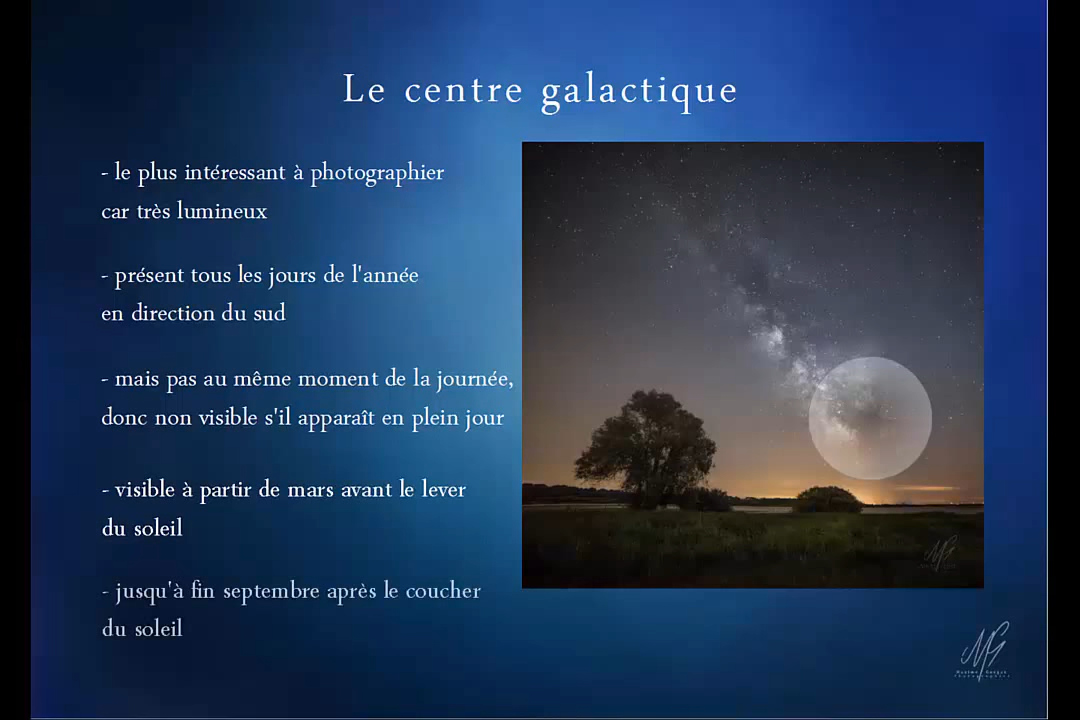 Le centre galactique
- le plus intéressant à photographier
car très lumineux
- présent tous les jours de l'année
en direction du sud
- mais pas au même moment de la journée,
donc non visible s'il apparaît en plein jour
- visible à partir de mars avant le lever
du soleil
- jusqu'à fin septembre après le coucher
du soleil
MG